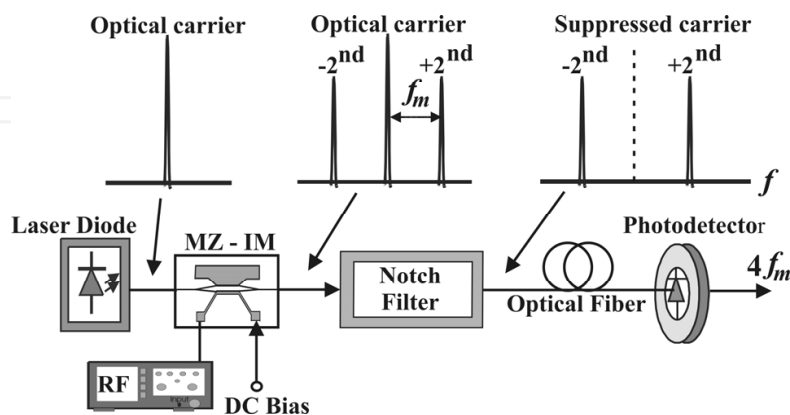 Optical carrier
Optical carrier
-2nd
+2nd
fm
Suppressed carrier
-2nd
+2nd
f
Laser Diode
MZ - IM
Notch
Filter
Optical Fiber
Photodetector
4fm
RF
Input
DC Bias